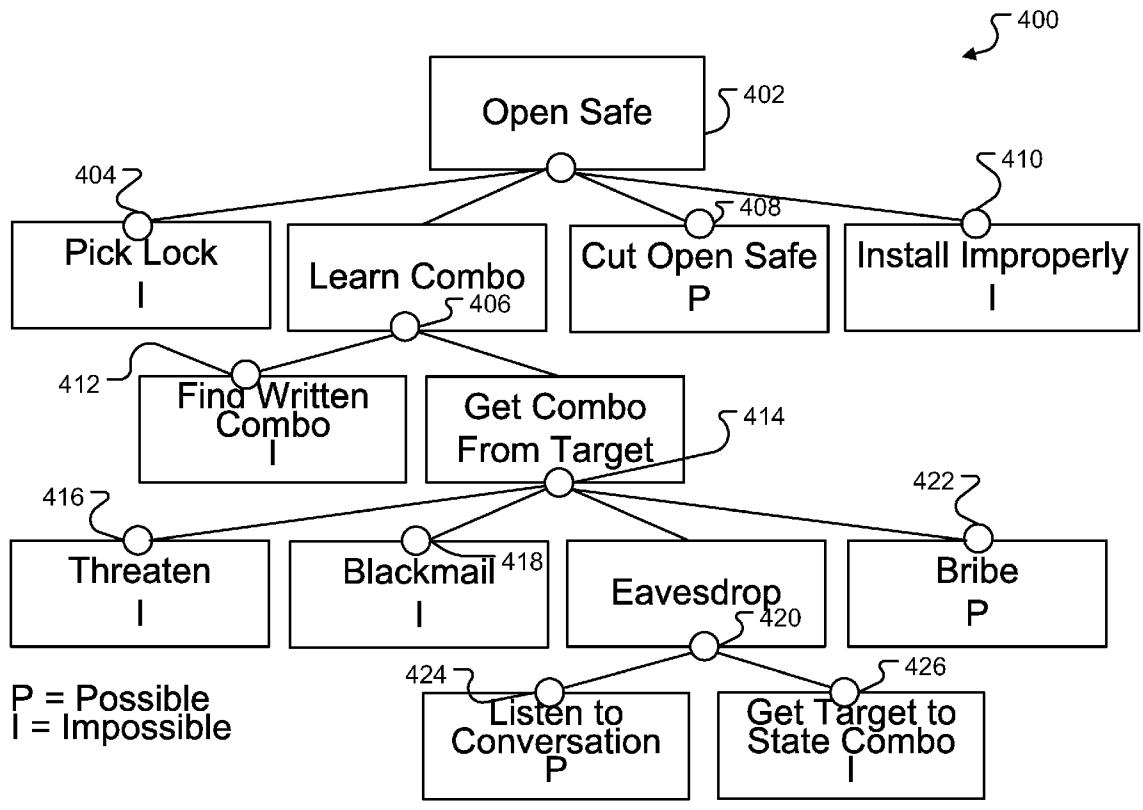 400
Open Safe
402
404
410
408
Pick Lock
I
Learn Combo
Cut Open Safe
P
Install Improperly
I
406
412
Find Written
Combo
I
Get Combo
From Target
414
416
422
Threaten
I
Blackmail
418
I
Eavesdrop
Bribe
P
420
424
426
P = Possible
I = Impossible
Listen to
Conversation
P
Get Target to
State Combo
I